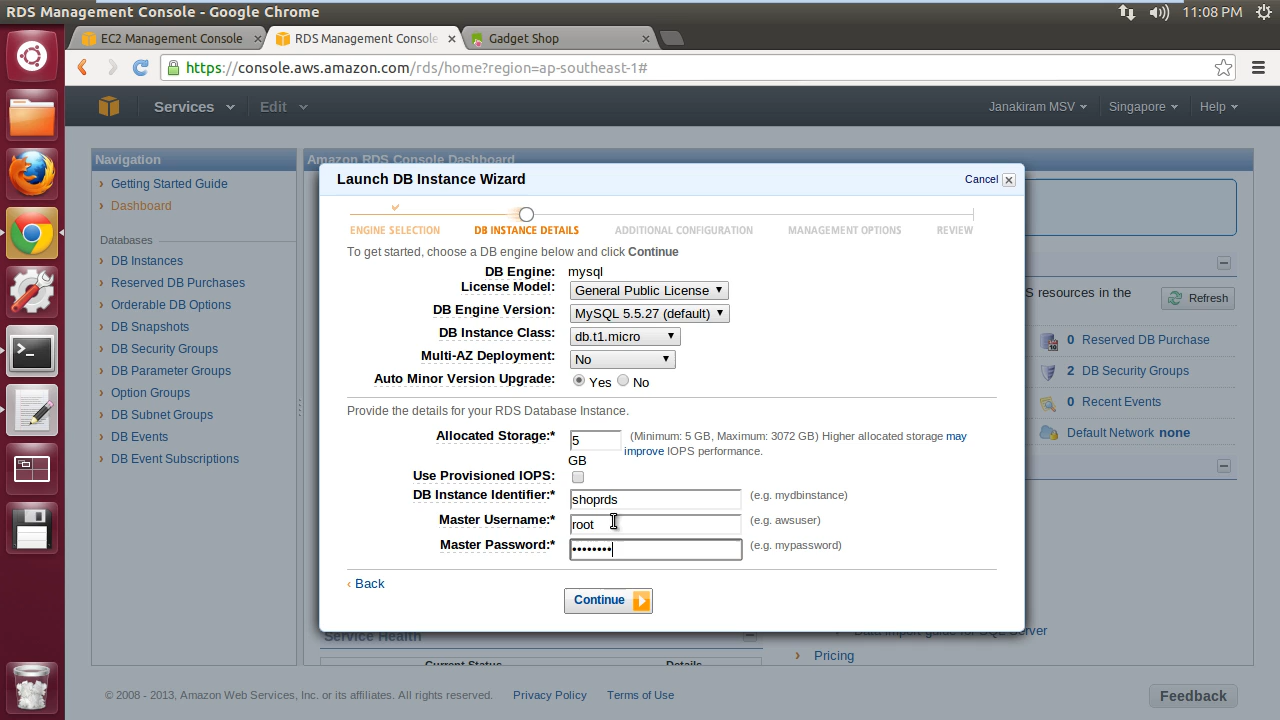 RDS Management Console - Google Chrome
11:08 PM
EC2 Management Console
RDS Management Console
Gadget Shop
https://console.aws.amazon.com/rds/home?region=ap-southeast-1#
Services
Edit
Janakiram MSV
Singapore
Help
Navigation
Getting Started Guide
Dashboard
Databases
DB Instances
Reserved DB Purchases
Orderable DB Options
DB Snapshots
DB Security Groups
DB Parameter Groups
Option Groups
DB Subnet Groups
DB Events
DB Event Subscriptions
Amazon RDS Console Dashboard
Launch DB Instance Wizard
Cancel
ENGINE SELECTION
DB INSTANCE DETAILS
ADDITIONAL CONFIGURATION
MANAGEMENT OPTIONS
REVIEW
To get started, choose a DB engine below and click Continue
DB Engine: mysql
License Model: General Public License
DB Engine Version: MySQL 5.5.27 (default)
DB Instance Class: db.t1.micro
Multi-AZ Deployment: No
Auto Minor Version Upgrade: Yes No
Provide the details for your RDS Database Instance.
Allocated Storage:* 5 (Minimum: 5 GB, Maximum: 3072 GB) Higher allocated storage may
improve IOPS performance.
GB
Use Provisioned IOPS:
DB Instance Identifier:* shoprds (e.g. mydbinstance)
Master Username:* root (e.g. awsuser)
Master Password:* •••••••• (e.g. mypassword)
‹ Back
Continue
S resources in the
Refresh
0 Reserved DB Purchase
2 DB Security Groups
0 Recent Events
Default Network none
Service Health
Current Status
Details
Data import guide for SQL Server
Pricing
© 2008 - 2013, Amazon Web Services, Inc. or its affiliates. All rights reserved.
Privacy Policy
Terms of Use
Feedback